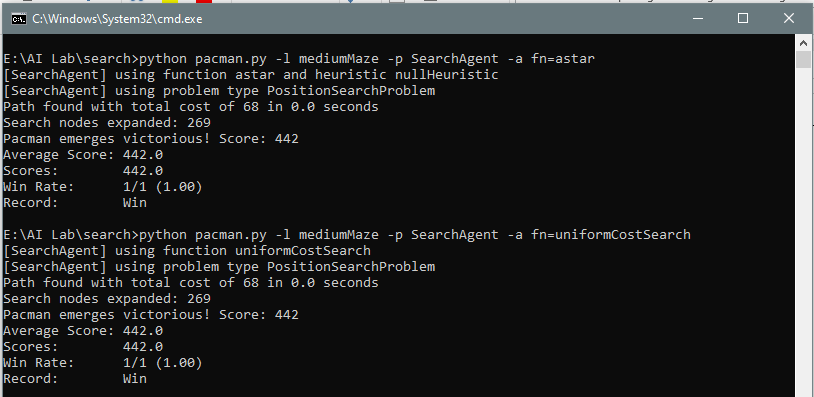 C:\Windows\System32\cmd.exe
E:\AI Lab\search>python pacman.py -l mediumMaze -p SearchAgent -a fn=astar
[SearchAgent] using function astar and heuristic nullHeuristic
[SearchAgent] using problem type PositionSearchProblem
Path found with total cost of 68 in 0.0 seconds
Search nodes expanded: 269
Pacman emerges victorious! Score: 442
Average Score: 442.0
Scores:        442.0
Win Rate:      1/1 (1.00)
Record:        Win
E:\AI Lab\search>python pacman.py -l mediumMaze -p SearchAgent -a fn=uniformCostSearch
[SearchAgent] using function uniformCostSearch
[SearchAgent] using problem type PositionSearchProblem
Path found with total cost of 68 in 0.0 seconds
Search nodes expanded: 269
Pacman emerges victorious! Score: 442
Average Score: 442.0
Scores:        442.0
Win Rate:      1/1 (1.00)
Record:        Win